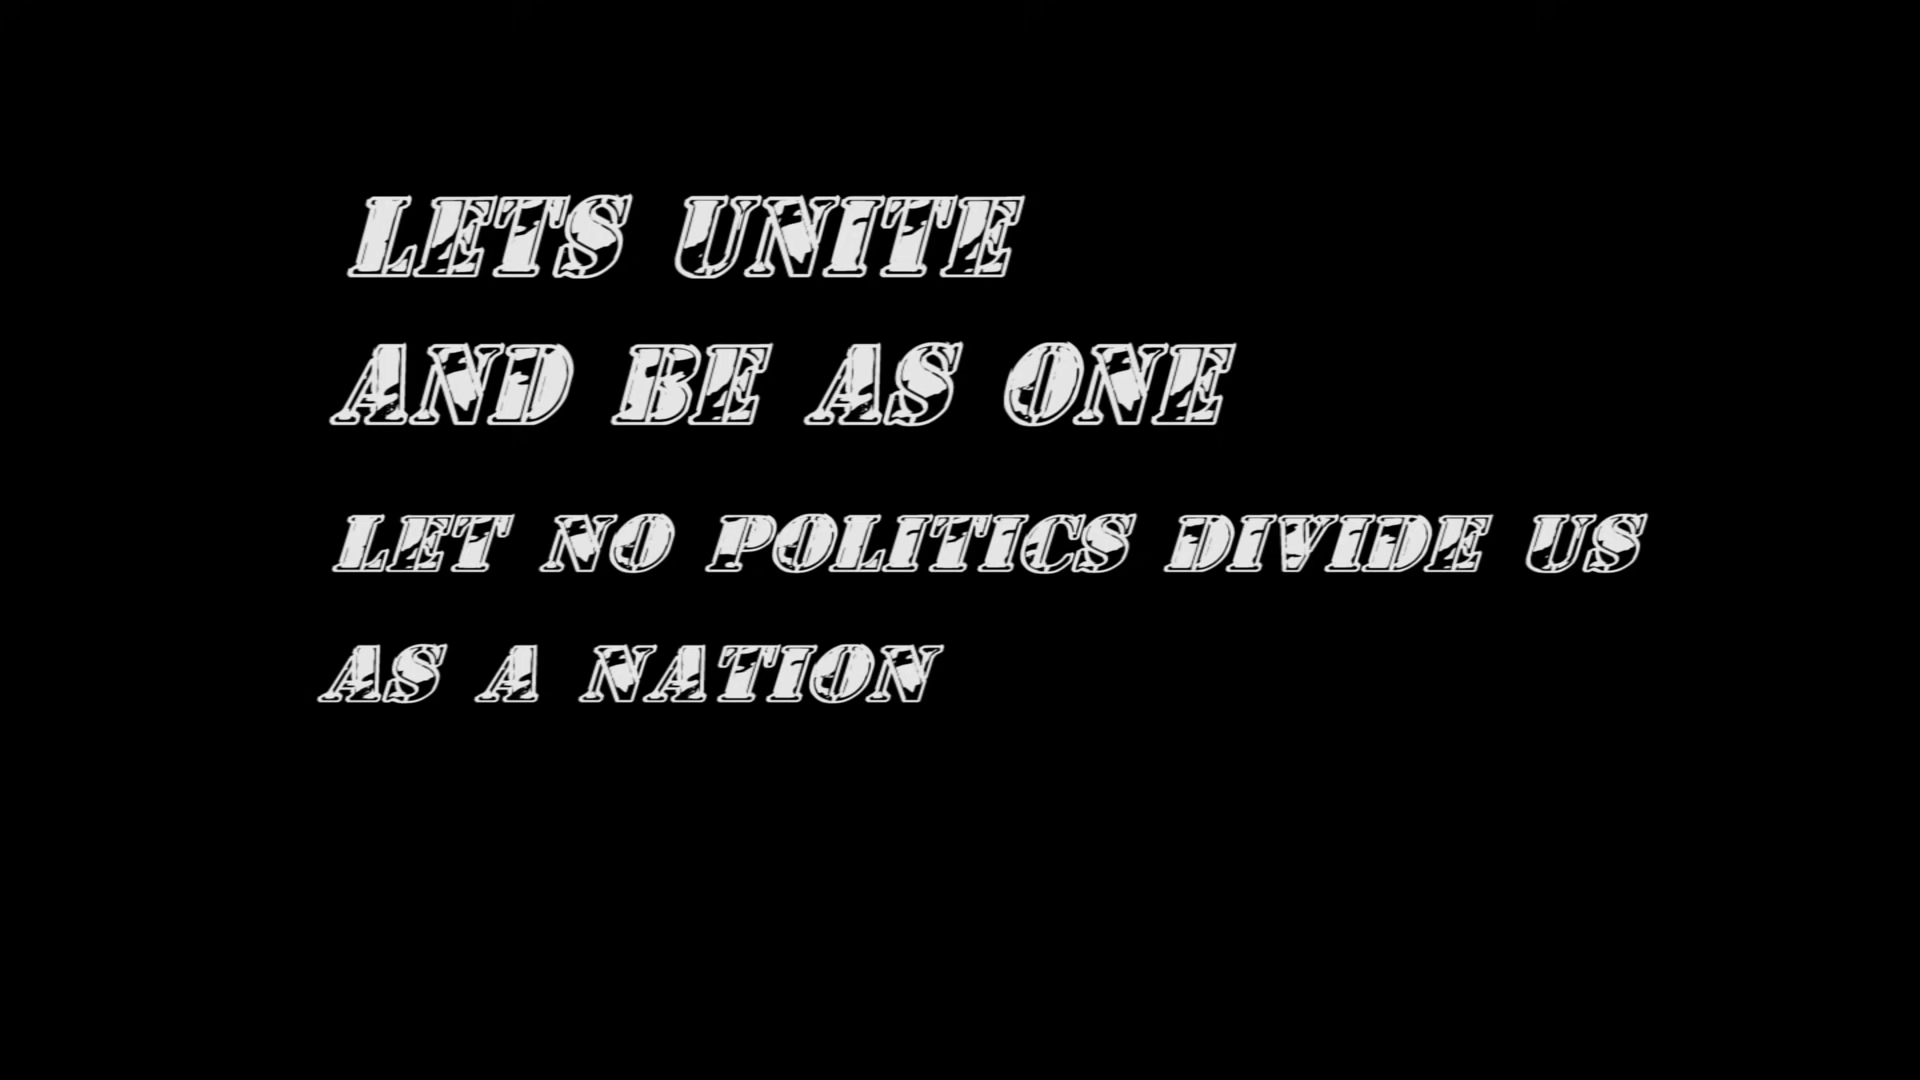 LETS UNITE
AND BE AS ONE
LET NO POLITICS DIVIDE US
AS A NATION